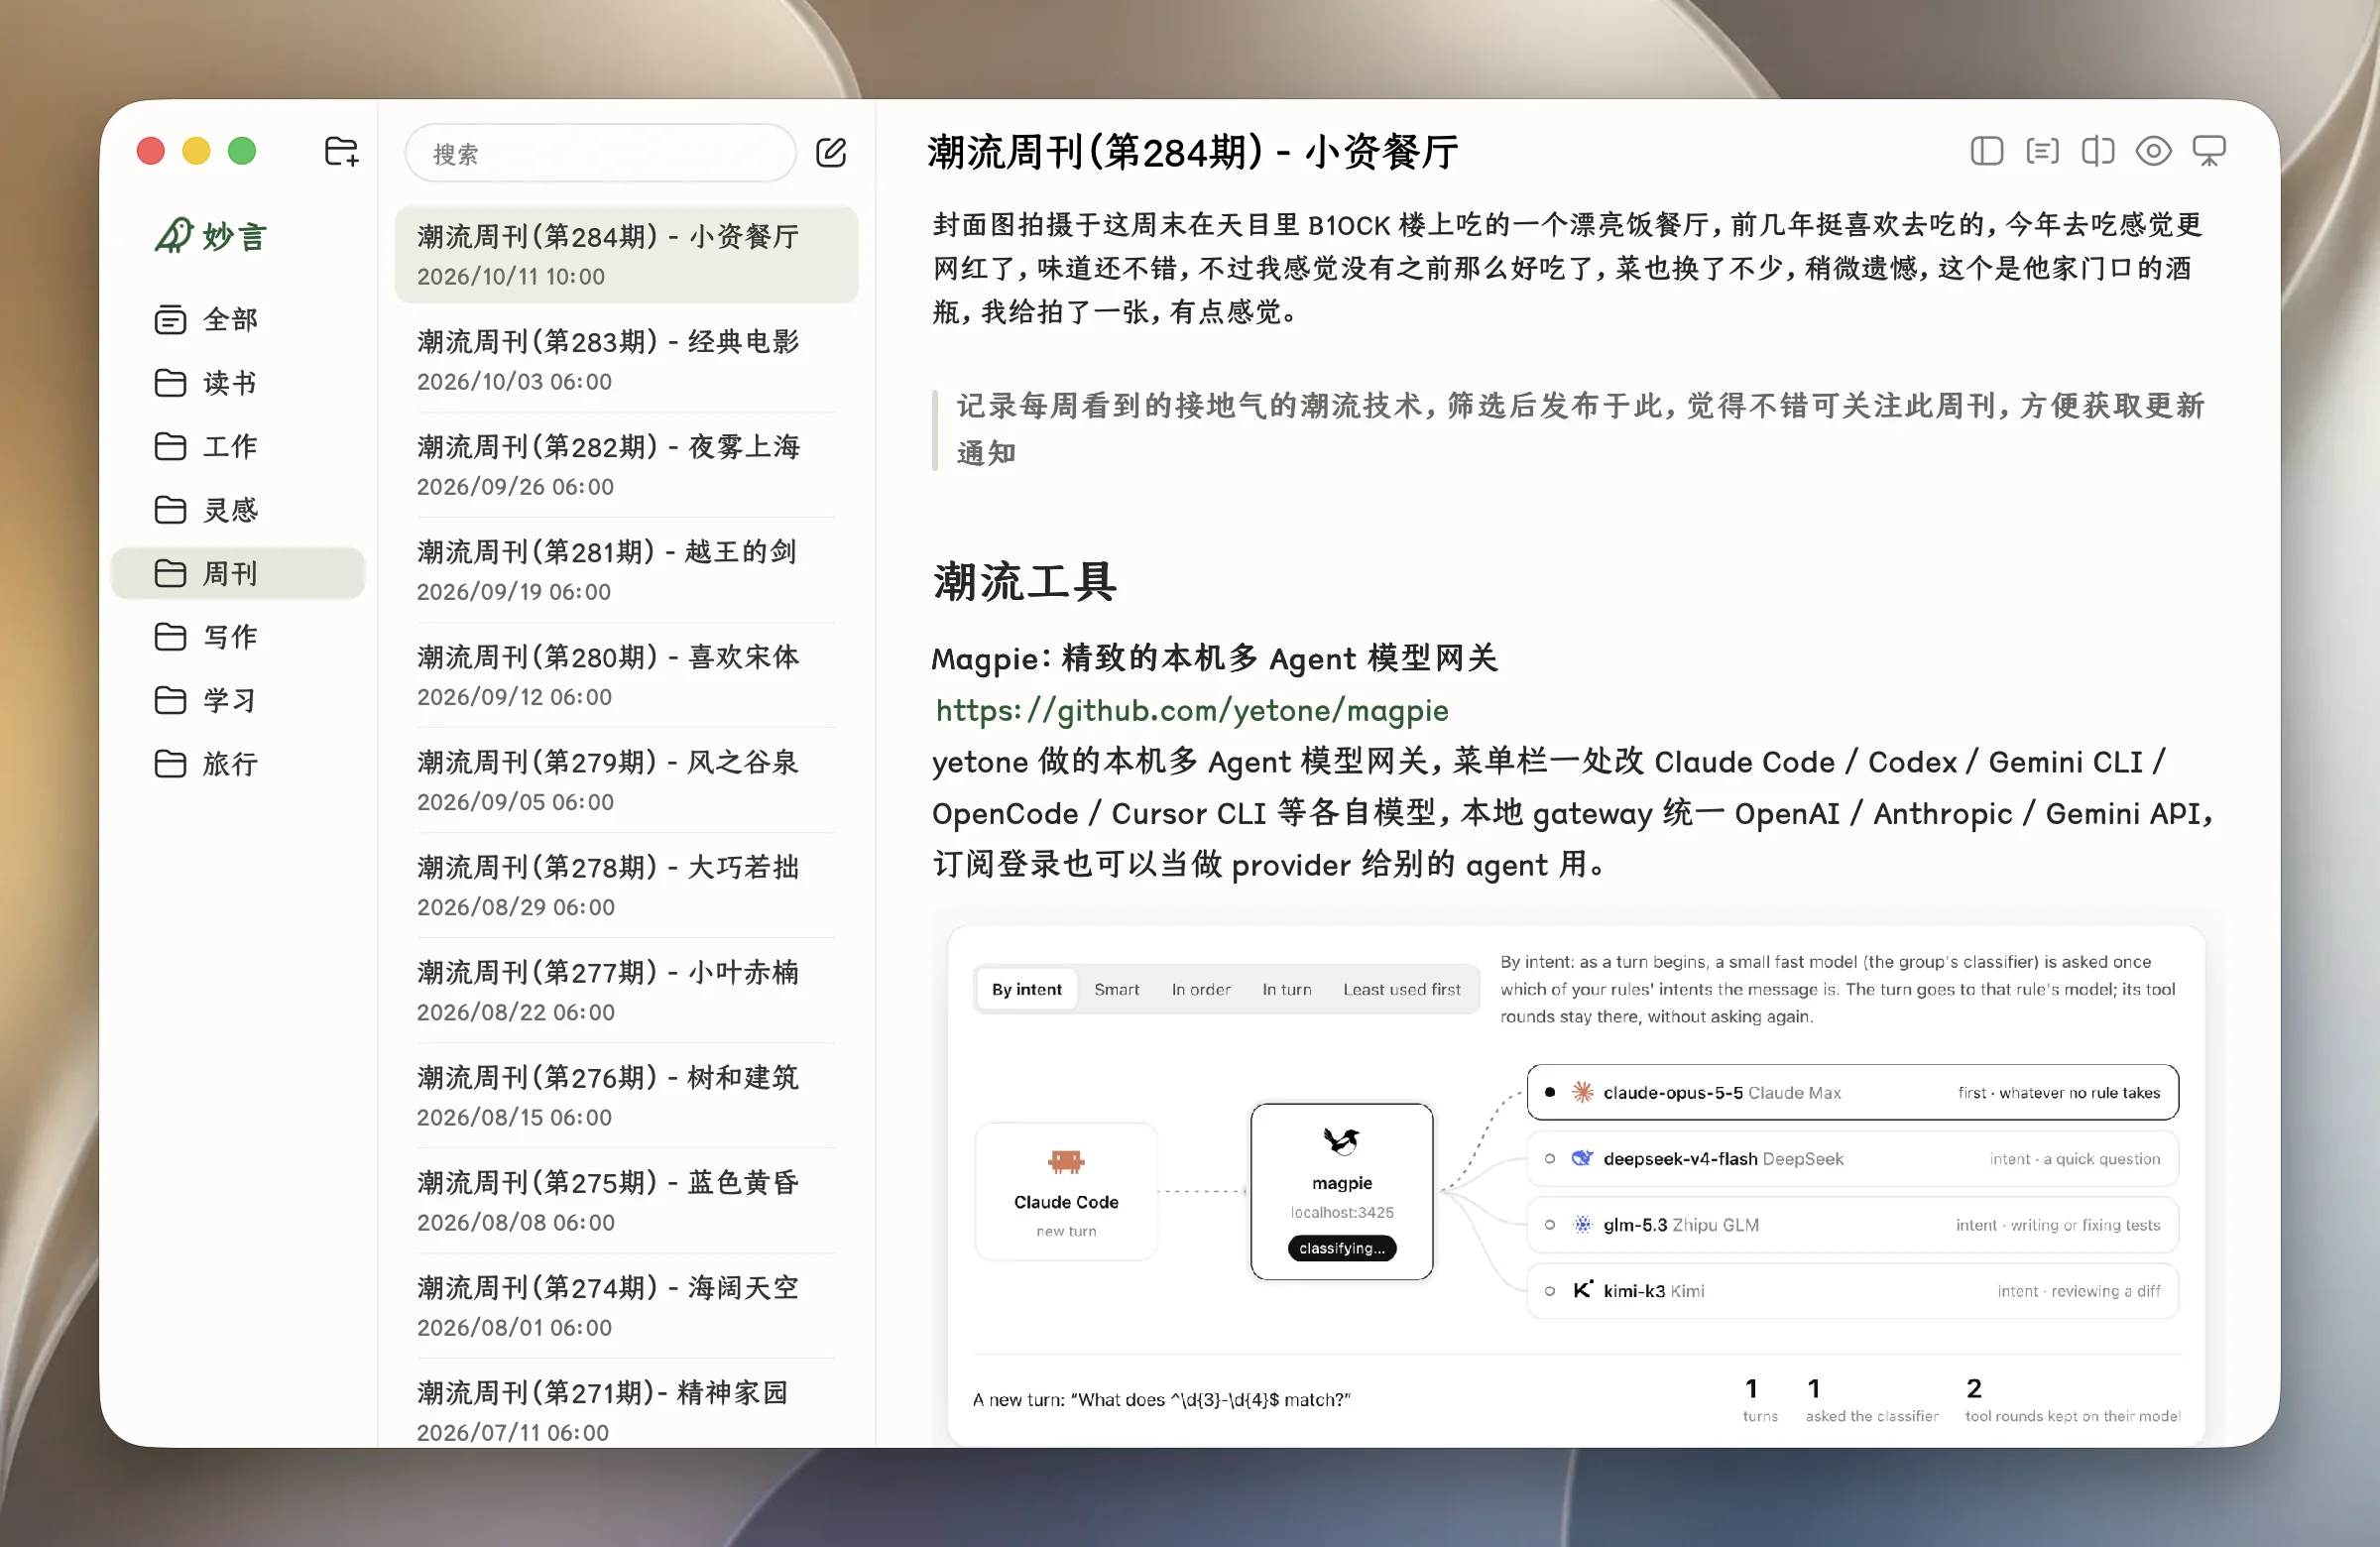 妙言
全部
读书
工作
灵感
周刊
写作
学习
旅行
搜索
潮流周刊(第284期) - 小资餐厅
2026/10/11 10:00
潮流周刊(第283期) - 经典电影
2026/10/03 06:00
潮流周刊(第282期) - 夜雾上海
2026/09/26 06:00
潮流周刊(第281期) - 越王的剑
2026/09/19 06:00
潮流周刊(第280期) - 喜欢宋体
2026/09/12 06:00
潮流周刊(第279期) - 风之谷泉
2026/09/05 06:00
潮流周刊(第278期) - 大巧若拙
2026/08/29 06:00
潮流周刊(第277期) - 小叶赤楠
2026/08/22 06:00
潮流周刊(第276期) - 树和建筑
2026/08/15 06:00
潮流周刊(第275期) - 蓝色黄昏
2026/08/08 06:00
潮流周刊(第274期) - 海阔天空
2026/08/01 06:00
潮流周刊(第271期)- 精神家园
2026/07/11 06:00
潮流周刊(第284期) - 小资餐厅
封面图拍摄于这周末在天目里 B1OCK 楼上吃的一个漂亮饭餐厅，前几年挺喜欢去吃的，今年去吃感觉更
网红了，味道还不错，不过我感觉没有之前那么好吃了，菜也换了不少，稍微遗憾，这个是他家门口的酒
瓶，我给拍了一张，有点感觉。
记录每周看到的接地气的潮流技术，筛选后发布于此，觉得不错可关注此周刊，方便获取更新
通知
潮流工具
Magpie：精致的本机多 Agent 模型网关
https://github.com/yetone/magpie
yetone 做的本机多 Agent 模型网关，菜单栏一处改 Claude Code / Codex / Gemini CLI /
OpenCode / Cursor CLI 等各自模型，本地 gateway 统一 OpenAI / Anthropic / Gemini API，
订阅登录也可以当做 provider 给别的 agent 用。
By intent Smart In order In turn Least used first
By intent: as a turn begins, a small fast model (the group's classifier) is asked once
which of your rules' intents the message is. The turn goes to that rule's model; its tool
rounds stay there, without asking again.
Claude Code
new turn
magpie
localhost:3425
classifying...
claude-opus-5-5 Claude Max first · whatever no rule takes
deepseek-v4-flash DeepSeek intent · a quick question
glm-5.3 Zhipu GLM intent · writing or fixing tests
kimi-k3 Kimi intent · reviewing a diff
A new turn: “What does ^\d{3}-\d{4}$ match?”
1 turns
1 asked the classifier
2 tool rounds kept on their model